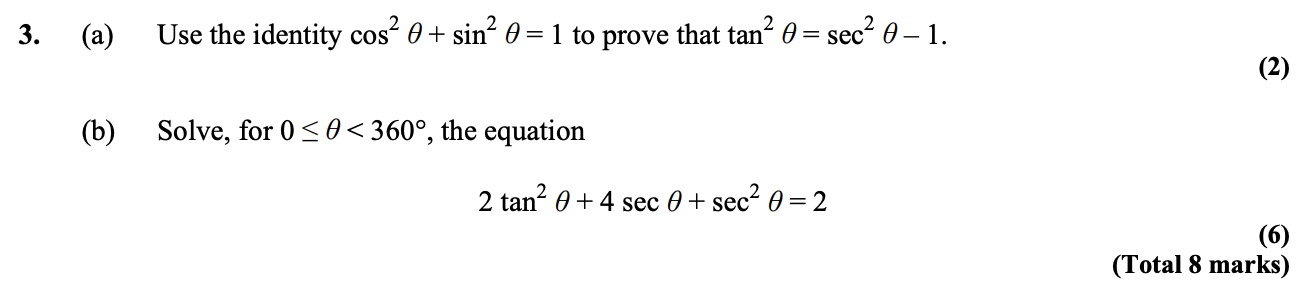 3. (a) Use the identity cos² θ + sin² θ = 1 to prove that tan² θ = sec² θ – 1.
(2)
(b) Solve, for 0 ≤ θ < 360°, the equation
2 tan² θ + 4 sec θ + sec² θ = 2
(6)
(Total 8 marks)